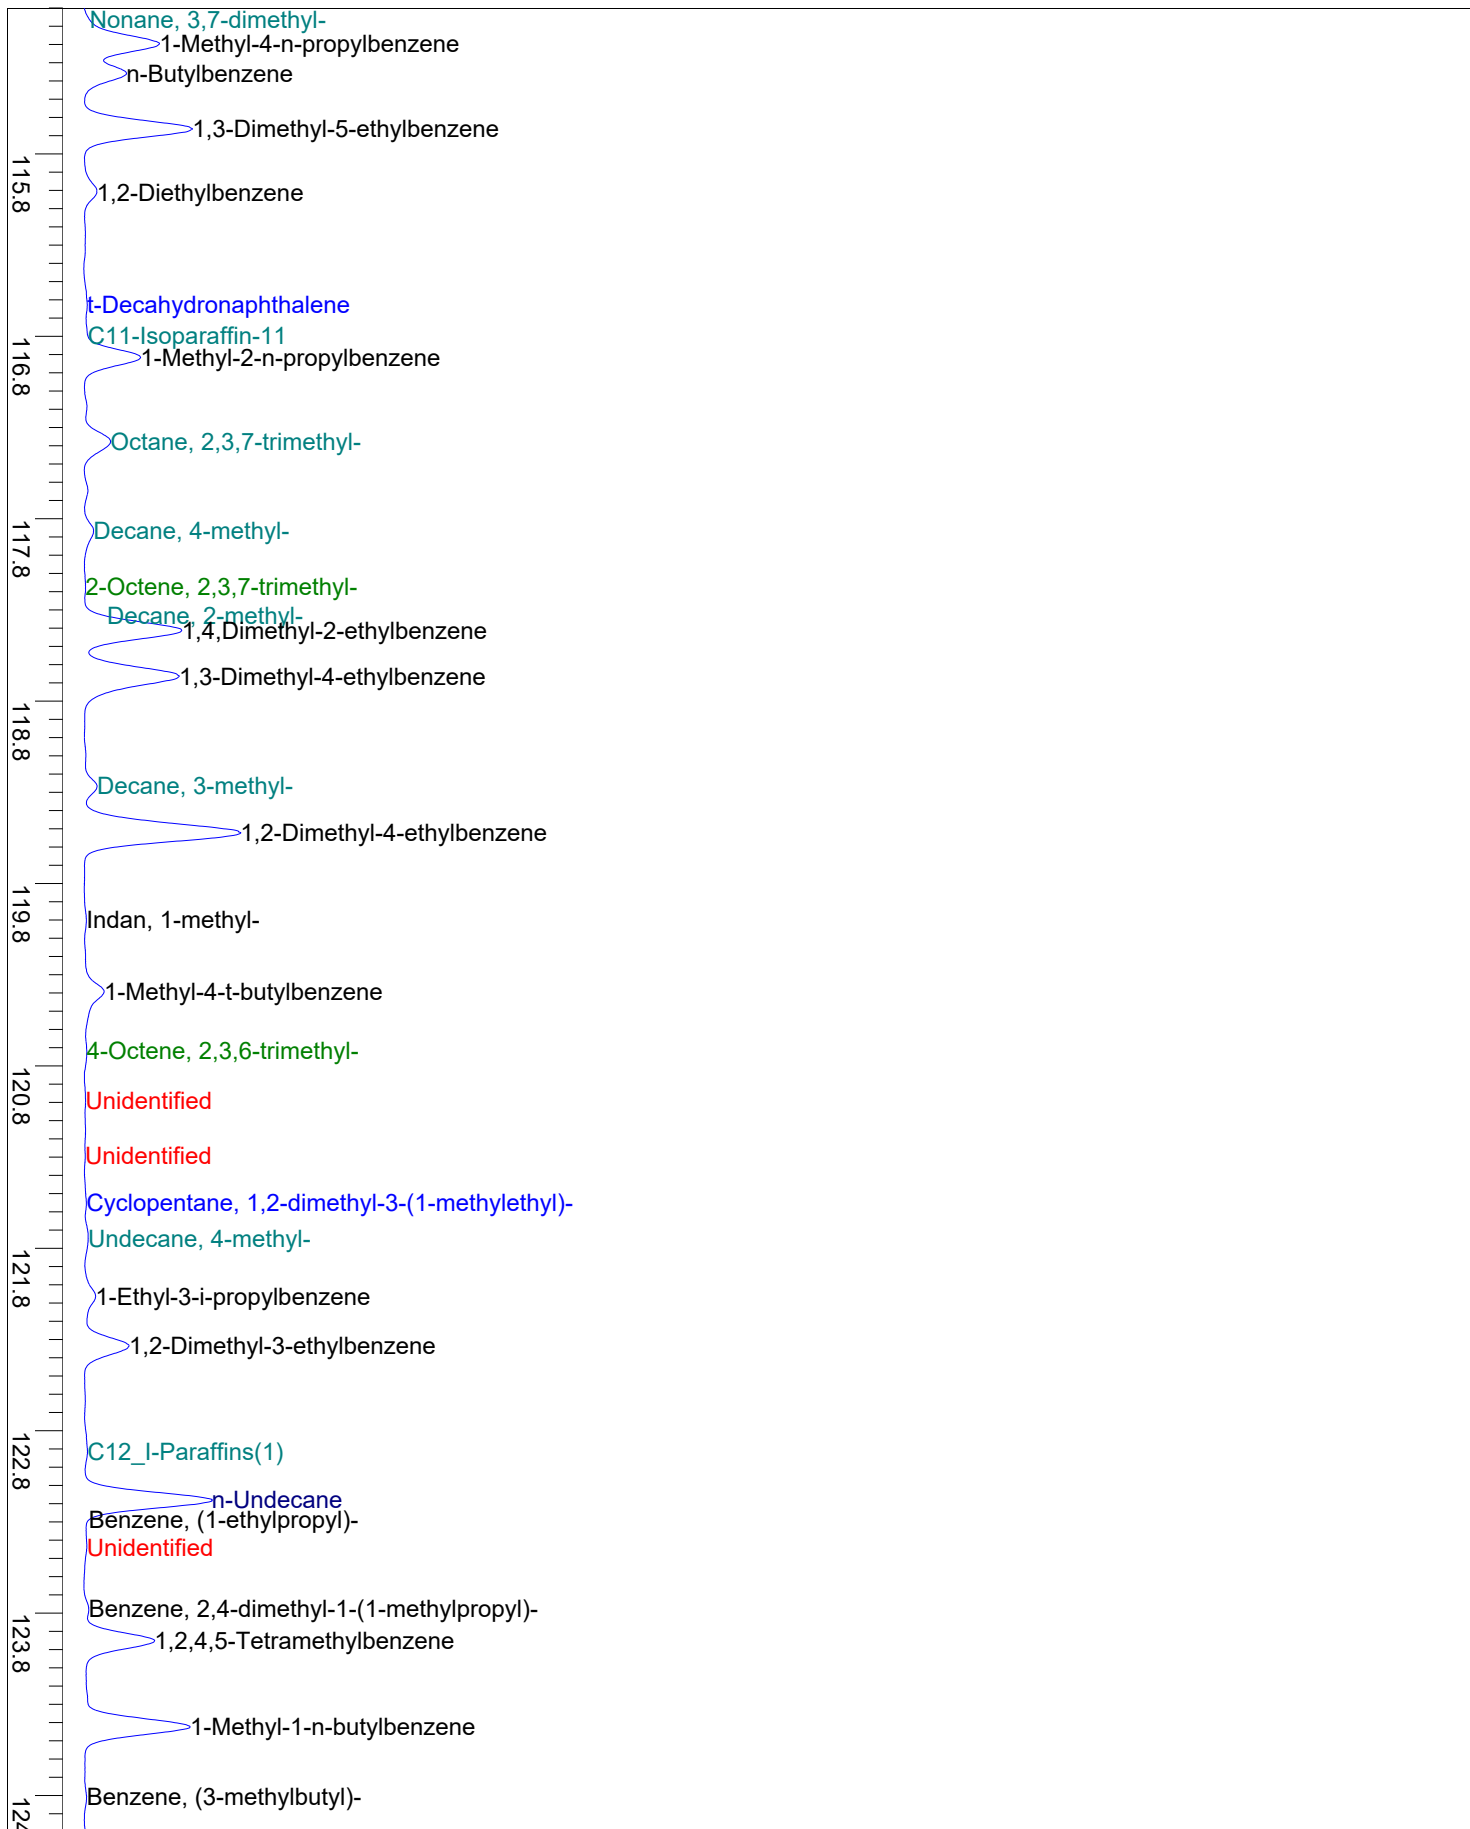 Nonane, 3,7-dimethyl-
1-Methyl-4-n-propylbenzene
n-Butylbenzene
1,3-Dimethyl-5-ethylbenzene
115.8
1,2-Diethylbenzene
t-Decahydronaphthalene
C11-Isoparaffin-11
1-Methyl-2-n-propylbenzene
116.8
Octane, 2,3,7-trimethyl-
Decane, 4-methyl-
117.8
2-Octene, 2,3,7-trimethyl-
Decane, 2-methyl-
1,4,Dimethyl-2-ethylbenzene
1,3-Dimethyl-4-ethylbenzene
118.8
Decane, 3-methyl-
1,2-Dimethyl-4-ethylbenzene
119.8
Indan, 1-methyl-
1-Methyl-4-t-butylbenzene
4-Octene, 2,3,6-trimethyl-
120.8
Unidentified
Unidentified
Cyclopentane, 1,2-dimethyl-3-(1-methylethyl)-
Undecane, 4-methyl-
121.8
1-Ethyl-3-i-propylbenzene
1,2-Dimethyl-3-ethylbenzene
122.8
C12_I-Paraffins(1)
n-Undecane
Benzene, (1-ethylpropyl)-
Unidentified
Benzene, 2,4-dimethyl-1-(1-methylpropyl)-
123.8
1,2,4,5-Tetramethylbenzene
1-Methyl-1-n-butylbenzene
Benzene, (3-methylbutyl)-